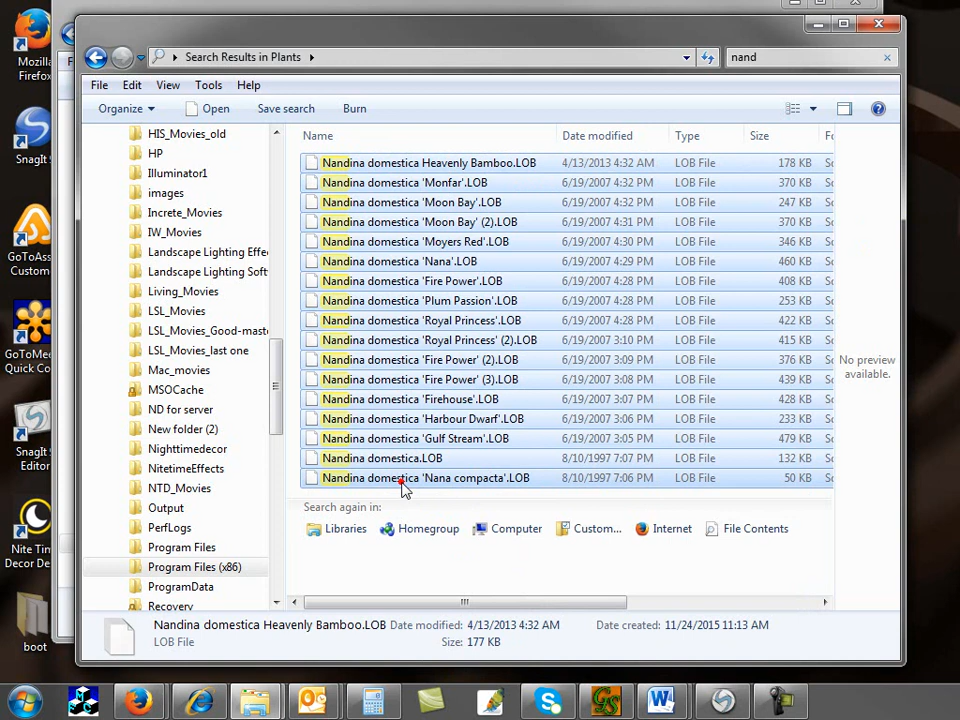 Mozilla
Firefox
SnagIt
GoToAss
Custom
GoToMee
Quick Co
SnagIt
Editor
Nite Tim
Decor De
boot
Search Results in Plants
nand
File Edit View Tools Help
Organize Open Save search Burn
HIS_Movies_old
HP
Illuminator1
images
Increte_Movies
IW_Movies
Landscape Lighting Effe
Landscape Lighting Soft
Living_Movies
LSL_Movies
LSL_Movies_Good-maste
LSL_Movies_last one
Mac_movies
MSOCache
ND for server
New folder (2)
Nighttimedecor
NitetimeEffects
NTD_Movies
Output
PerfLogs
Program Files
Program Files (x86)
ProgramData
Recovery
Name Date modified Type Size Fo
Nandina domestica Heavenly Bamboo.LOB 4/13/2013 4:32 AM LOB File 178 KB
Nandina domestica 'Monfar'.LOB 6/19/2007 4:32 PM LOB File 370 KB
Nandina domestica 'Moon Bay'.LOB 6/19/2007 4:32 PM LOB File 247 KB
Nandina domestica 'Moon Bay' (2).LOB 6/19/2007 4:31 PM LOB File 370 KB
Nandina domestica 'Moyers Red'.LOB 6/19/2007 4:30 PM LOB File 346 KB
Nandina domestica 'Nana'.LOB 6/19/2007 4:29 PM LOB File 460 KB
Nandina domestica 'Fire Power'.LOB 6/19/2007 4:28 PM LOB File 408 KB
Nandina domestica 'Plum Passion'.LOB 6/19/2007 4:28 PM LOB File 253 KB
Nandina domestica 'Royal Princess'.LOB 6/19/2007 4:28 PM LOB File 422 KB
Nandina domestica 'Royal Princess' (2).LOB 6/19/2007 3:10 PM LOB File 415 KB
Nandina domestica 'Fire Power' (2).LOB 6/19/2007 3:09 PM LOB File 376 KB
Nandina domestica 'Fire Power' (3).LOB 6/19/2007 3:08 PM LOB File 439 KB
Nandina domestica 'Firehouse'.LOB 6/19/2007 3:07 PM LOB File 428 KB
Nandina domestica 'Harbour Dwarf'.LOB 6/19/2007 3:06 PM LOB File 233 KB
Nandina domestica 'Gulf Stream'.LOB 6/19/2007 3:05 PM LOB File 479 KB
Nandina domestica.LOB 8/10/1997 7:07 PM LOB File 132 KB
Nandina domestica 'Nana compacta'.LOB 8/10/1997 7:06 PM LOB File 50 KB
Search again in:
Libraries Homegroup Computer Custom... Internet File Contents
No preview
available.
Nandina domestica Heavenly Bamboo.LOB Date modified: 4/13/2013 4:32 AM Date created: 11/24/2015 11:13 AM
LOB File Size: 177 KB